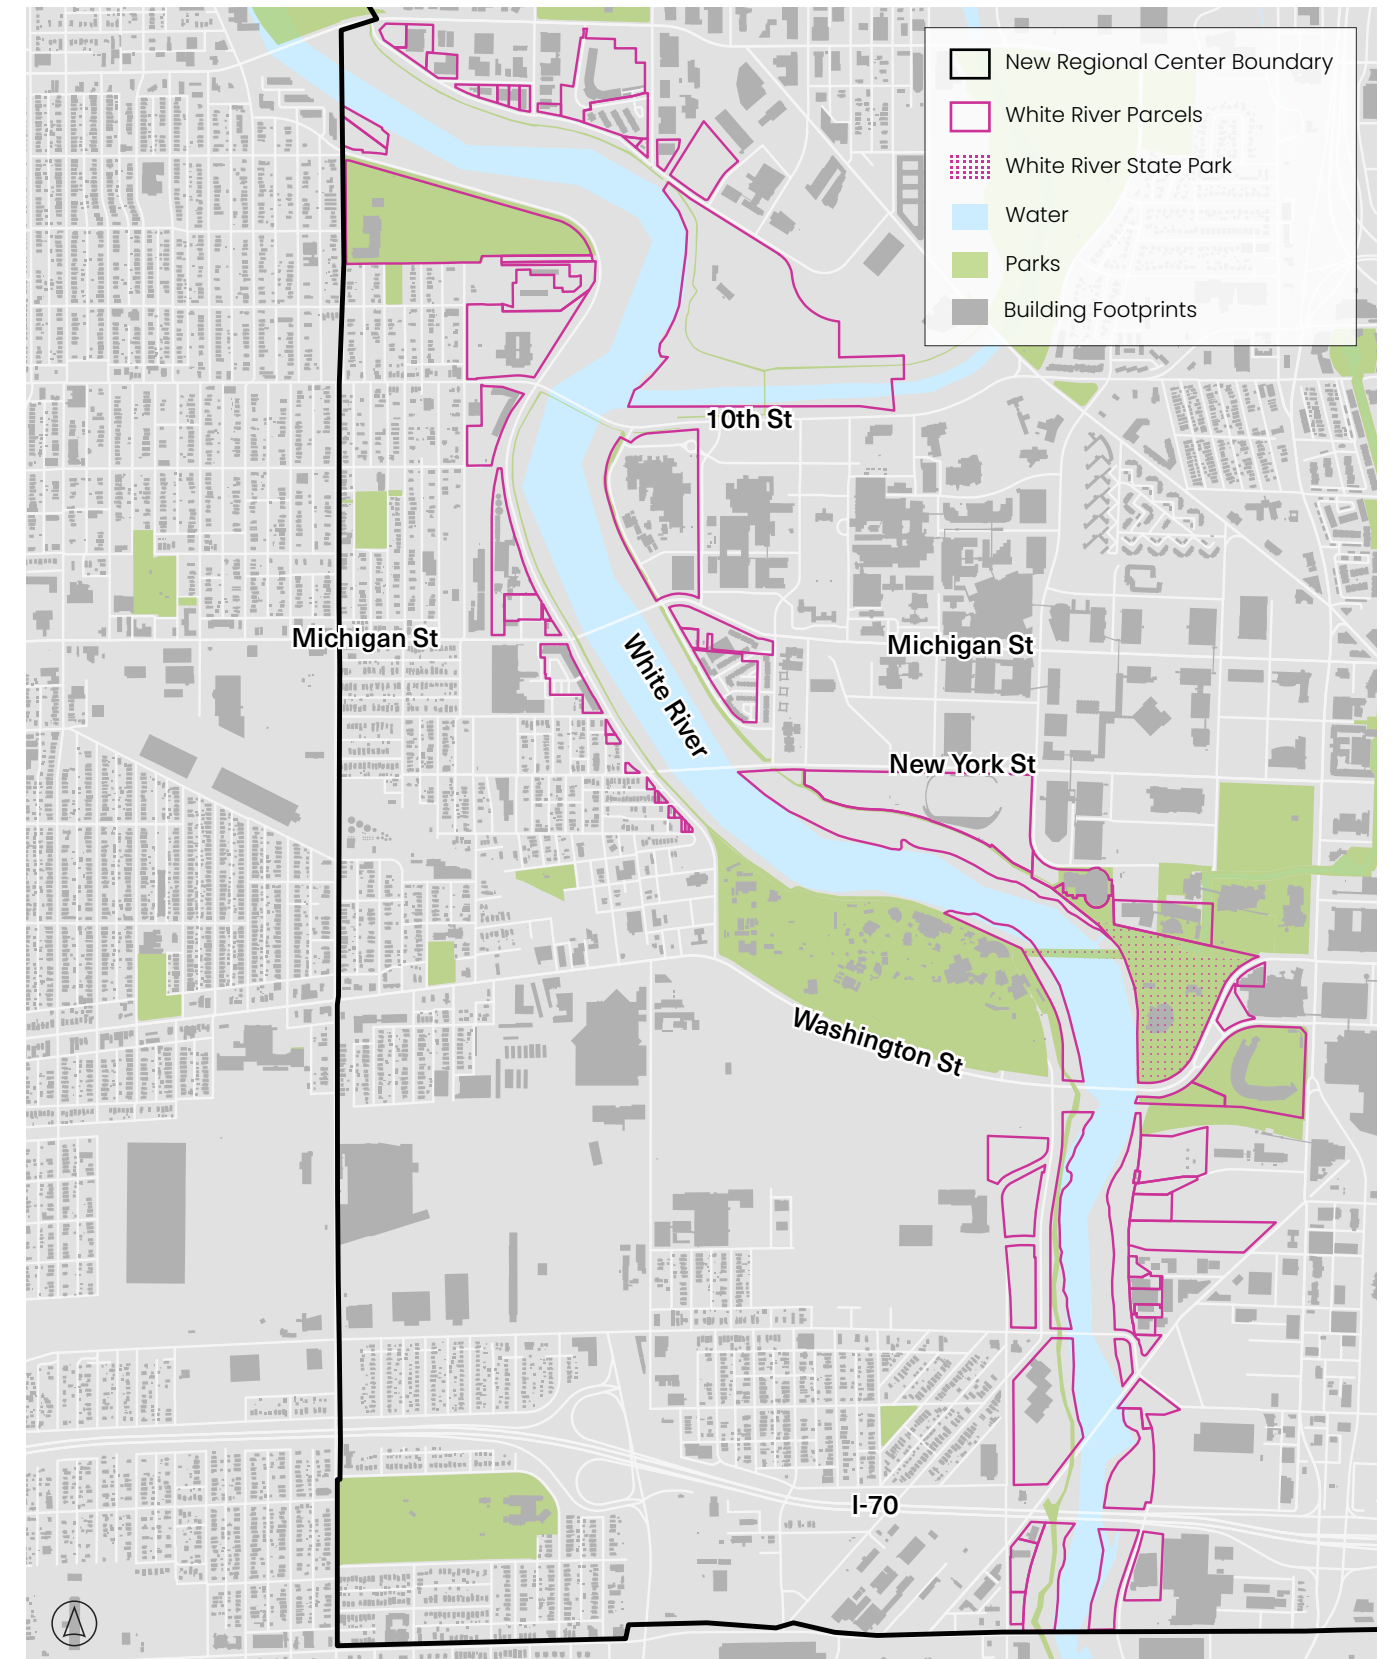 New Regional Center Boundary
White River Parcels
White River State Park
Water
Parks
Building Footprints
10th St
Michigan St
Michigan St
White River
New York St
Washington St
I-70